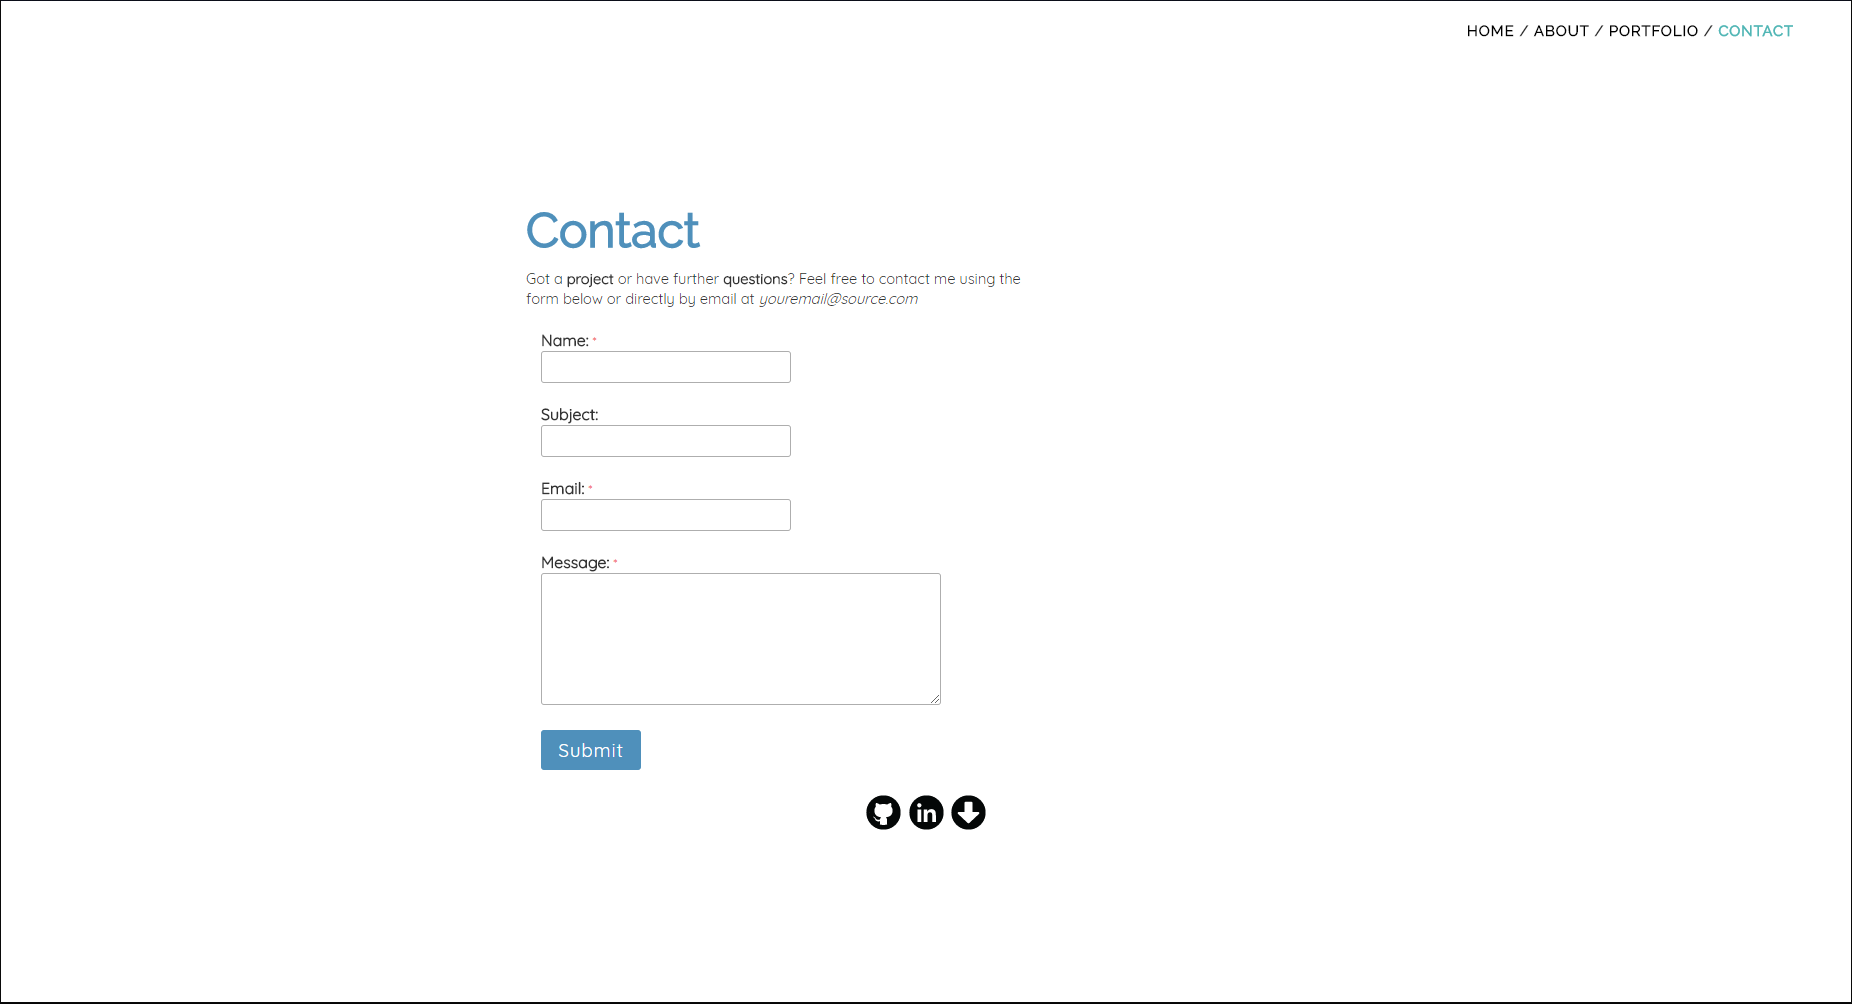 HOME / ABOUT / PORTFOLIO / CONTACT
Contact
Got a project or have further questions? Feel free to contact me using the
form below or directly by email at youremail@source.com
Name: *
Subject:
Email: *
Message: *
Submit
in